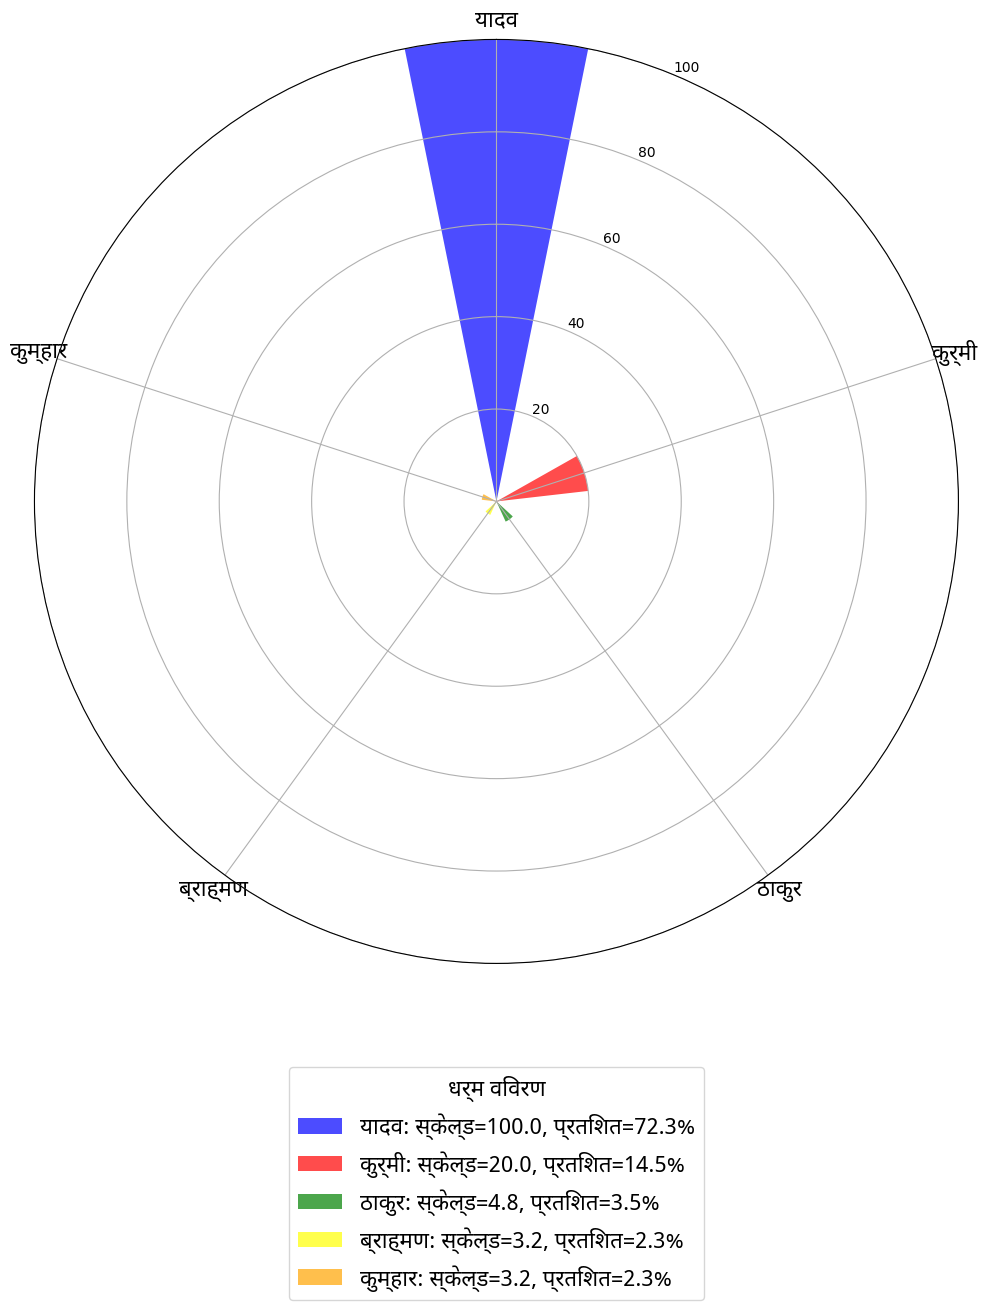 यादव
100
80
60
40
20
कुम्हार
कुर्मी
ब्राह्मण
ठाकुर
धर्म विवरण
यादव: स्केल्ड=100.0, प्रतिशत=72.3%
कुर्मी: स्केल्ड=20.0, प्रतिशत=14.5%
ठाकुर: स्केल्ड=4.8, प्रतिशत=3.5%
ब्राह्मण: स्केल्ड=3.2, प्रतिशत=2.3%
कुम्हार: स्केल्ड=3.2, प्रतिशत=2.3%